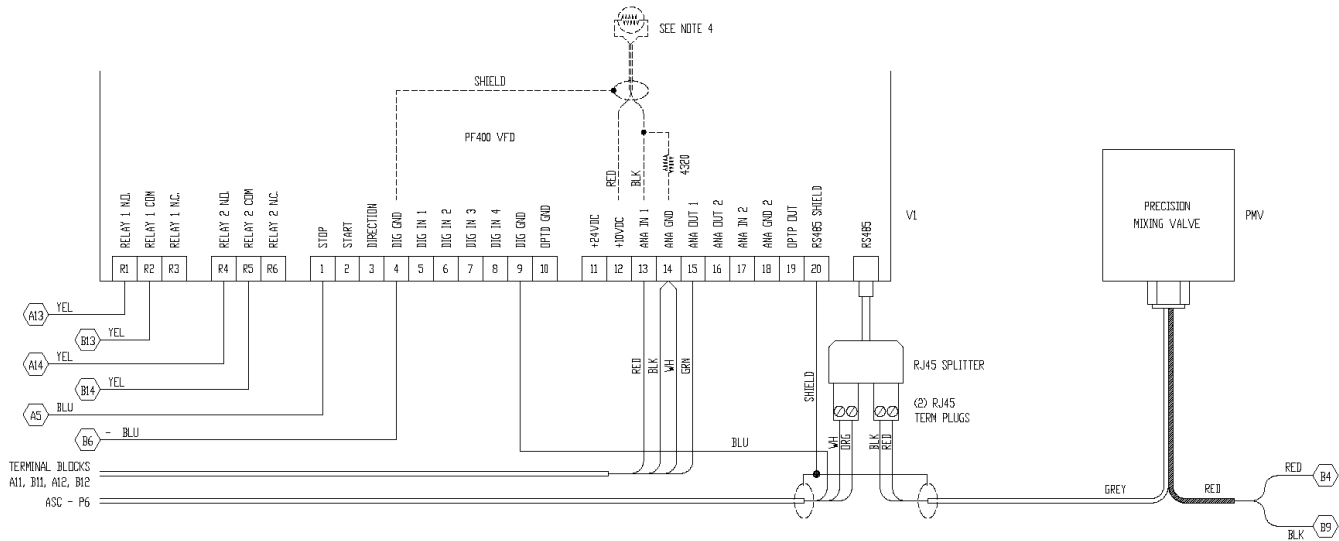 SEE NOTE 4
SHIELD
PF400 VFD
RED
BLK
4320
RELAY 1 N.O.
RELAY 1 COM
RELAY 1 N.C.
RELAY 2 N.O.
RELAY 2 COM
RELAY 2 N.C.
STOP
START
DIRECTION
DIG GND
DIG IN 1
DIG IN 2
DIG IN 3
DIG IN 4
DIG GND
OPTO GND
+24VDC
+10VDC
ANA IN 1
ANA GND
ANA OUT 1
ANA OUT 2
ANA IN 2
ANA GND 2
OPTP OUT
RS485 SHIELD
RS485
V1
PRECISION
MIXING VALVE
PMV
R1 R2 R3 R4 R5 R6 1 2 3 4 5 6 7 8 9 10 11 12 13 14 15 16 17 18 19 20
A13 YEL
B13 YEL
A14 YEL
B14 YEL
A5 BLU
B6 - BLU
RED
BLK
WH
GRN
SHIELD
RJ45 SPLITTER
(2) RJ45
TERM PLUGS
WH
ORG
BLK
RED
BLU
TERMINAL BLOCKS
A11, B11, A12, B12
ASC - P6
GREY
RED
RED B4
BLK B9